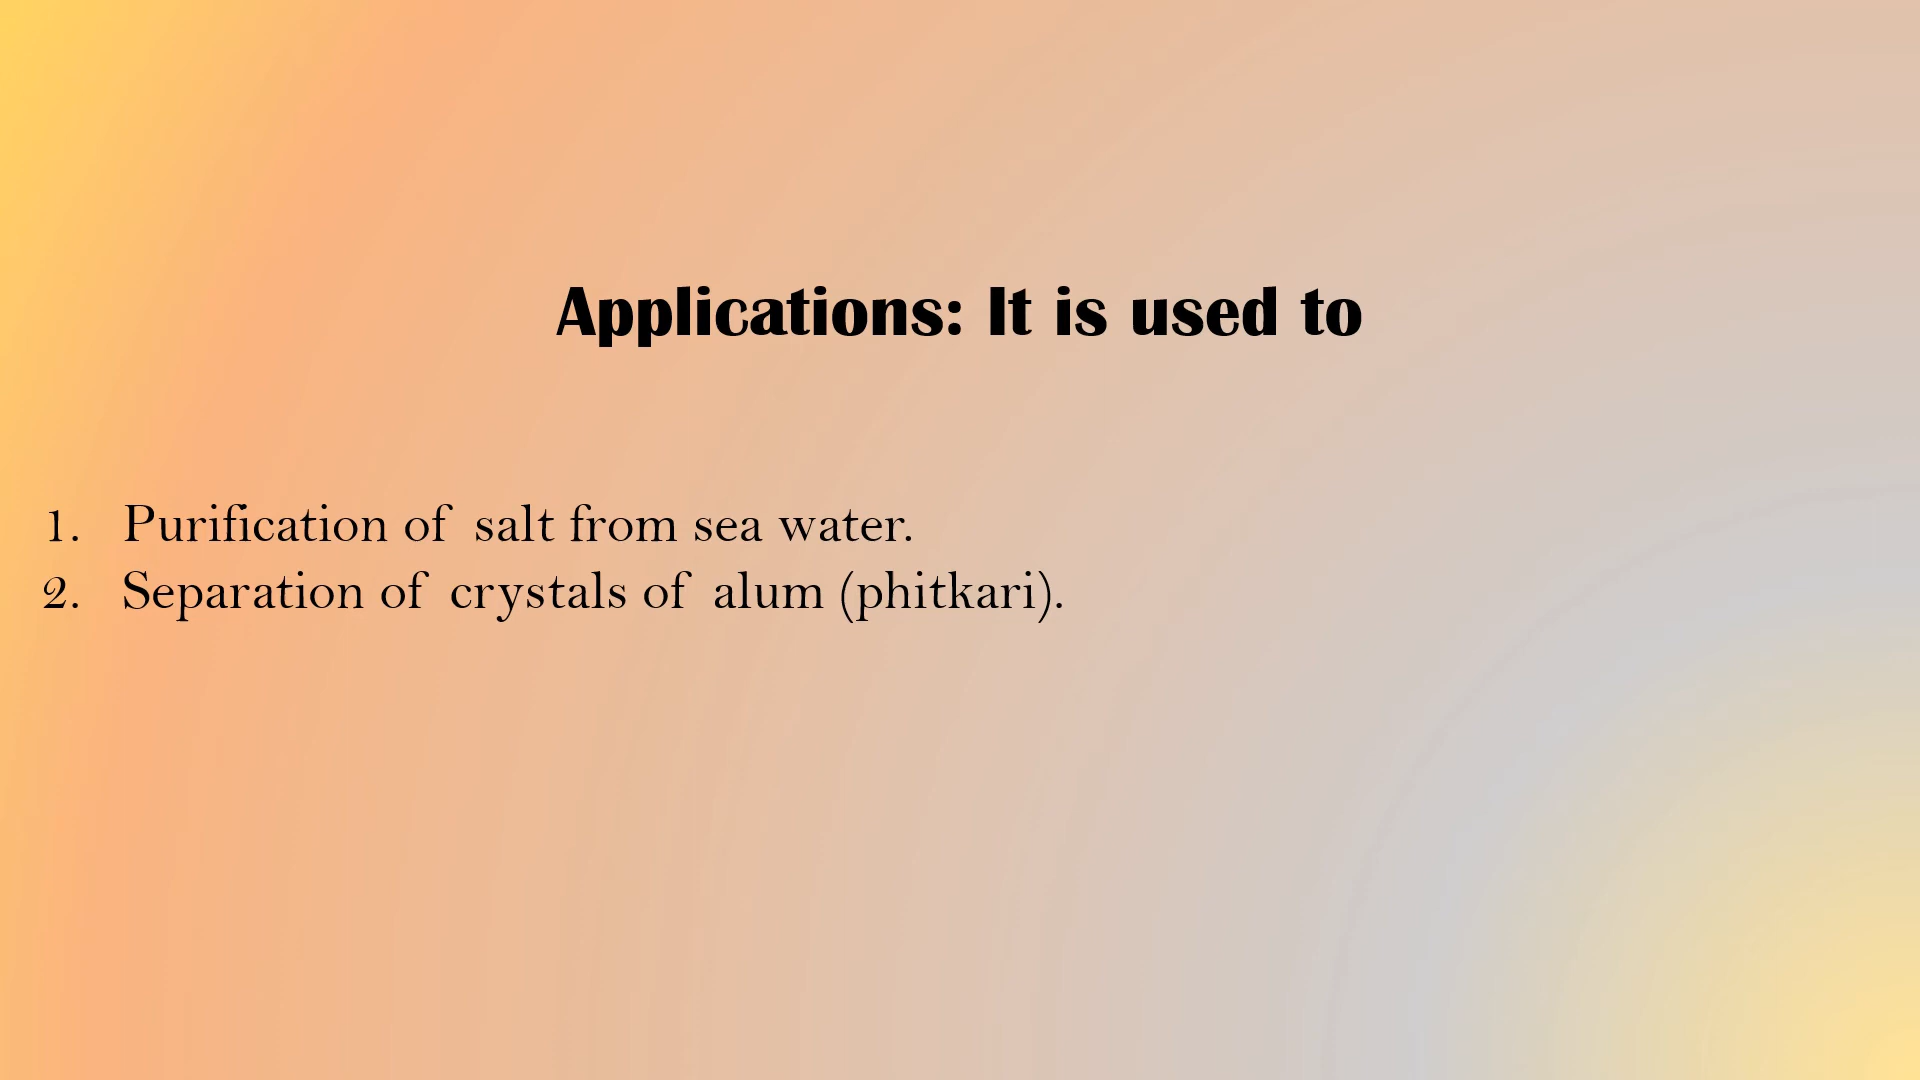 Applications: It is used to
1. Purification of salt from sea water.
2. Separation of crystals of alum (phitkari).